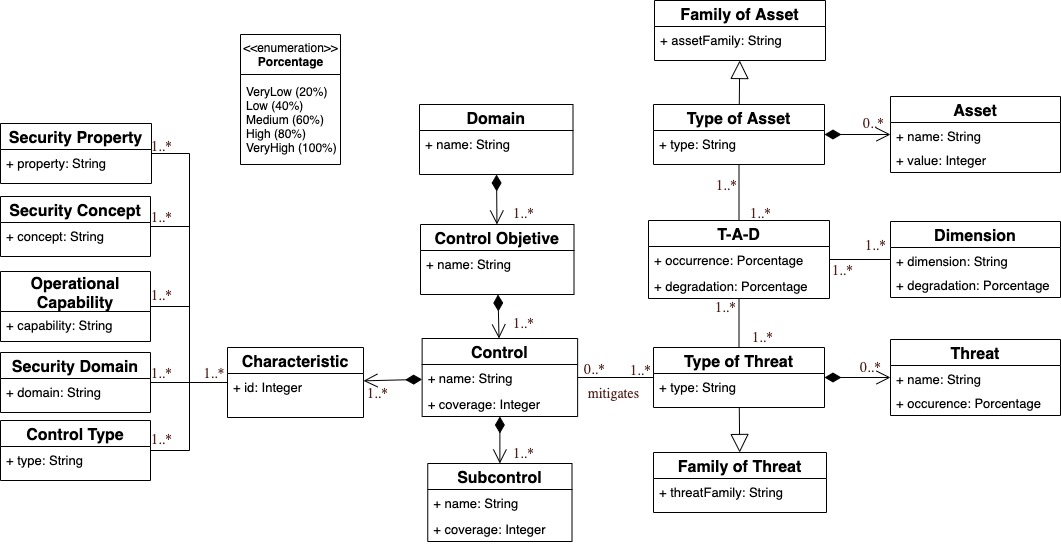 Family of Asset
+ assetFamily: String
<<enumeration>>
Porcentage
VeryLow (20%)
Low (40%)
Medium (60%)
High (80%)
VeryHigh (100%)
Domain
+ name: String
Type of Asset
+ type: String
0..*
Asset
+ name: String
+ value: Integer
Security Property
+ property: String
1..*
Security Concept
+ concept: String
1..*
1..*
1..*
1..*
Control Objetive
+ name: String
T-A-D
+ occurrence: Porcentage
+ degradation: Porcentage
1..*
1..*
Dimension
+ dimension: String
+ degradation: Porcentage
Operational
Capability
+ capability: String
1..*
1..*
1..*
1..*
Security Domain
+ domain: String
1..*
1..*
Characteristic
+ id: Integer
1..*
Control
+ name: String
+ coverage: Integer
0..*
1..*
mitigates
Type of Threat
+ type: String
0..*
Threat
+ name: String
+ occurence: Porcentage
Control Type
+ type: String
1..*
1..*
Subcontrol
+ name: String
+ coverage: Integer
Family of Threat
+ threatFamily: String